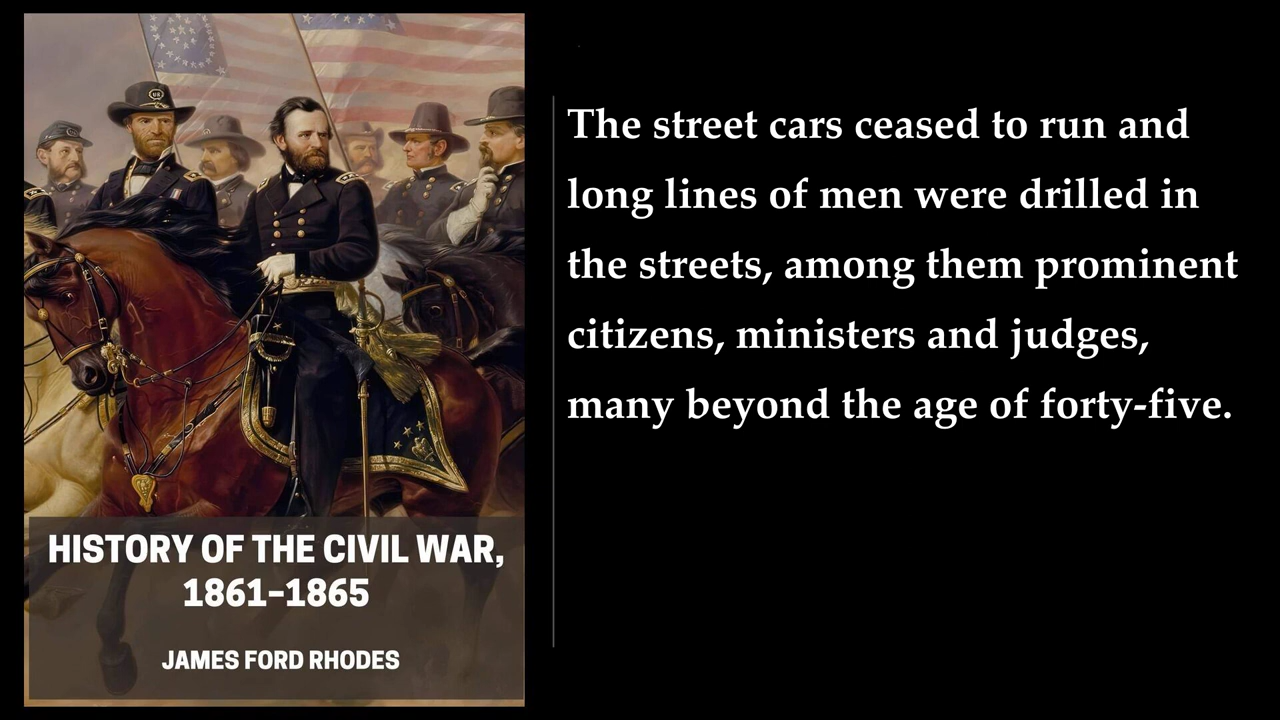 HISTORY OF THE CIVIL WAR,
1861–1865
JAMES FORD RHODES
The street cars ceased to run and
long lines of men were drilled in
the streets, among them prominent
citizens, ministers and judges,
many beyond the age of forty-five.